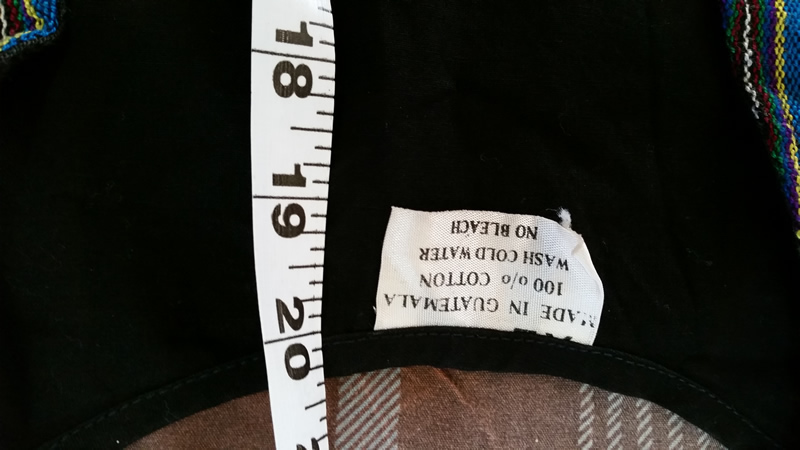 18
19
20
MADE IN GUATEMALA
100 o/o COTTON
WASH COLD WATER
NO BLEACH